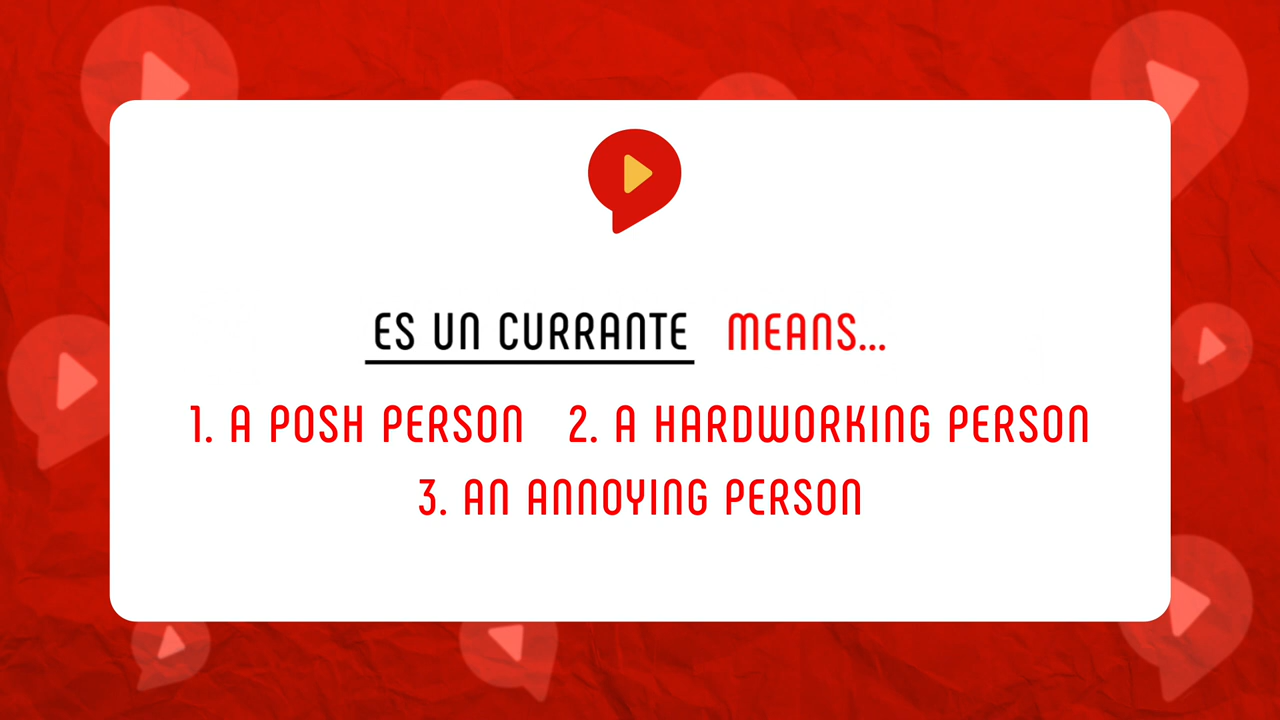 ES UN CURRANTE MEANS...
1. A POSH PERSON 2. A HARDWORKING PERSON
3. AN ANNOYING PERSON